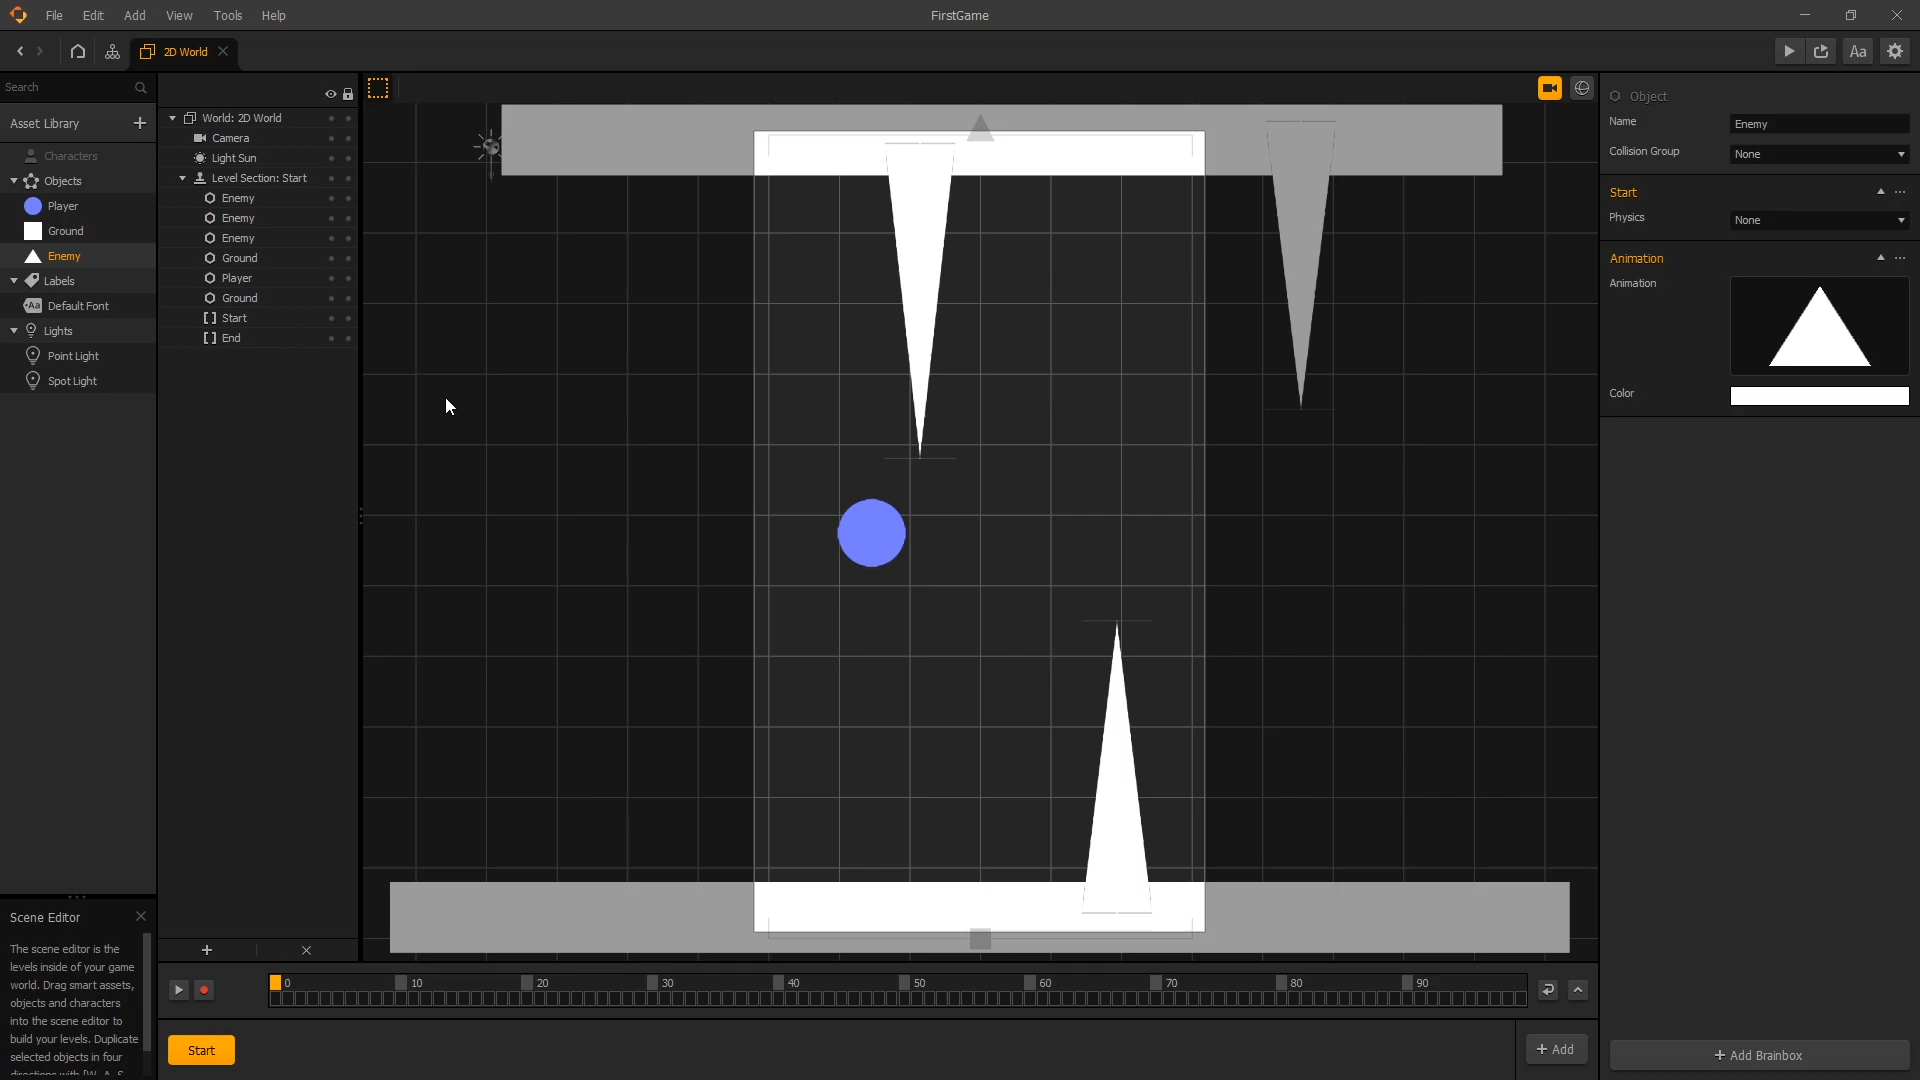 File Edit Add View Tools Help
FirstGame
2D World
Aa
Search
Asset Library
Characters
Objects
Player
Ground
Enemy
Labels
Aa Default Font
Lights
Point Light
Spot Light
World: 2D World
Camera
Light Sun
Level Section: Start
Enemy
Enemy
Enemy
Ground
Player
Ground
Start
End
Object
Name Enemy
Collision Group None
Start
Physics None
Animation
Animation
Color
Add Brainbox
Scene Editor
The scene editor is the
levels inside of your game
world. Drag smart assets,
objects and characters
into the scene editor to
build your levels. Duplicate
selected objects in four
directions with [W, A, S,
0 10 20 30 40 50 60 70 80 90
Start
Add